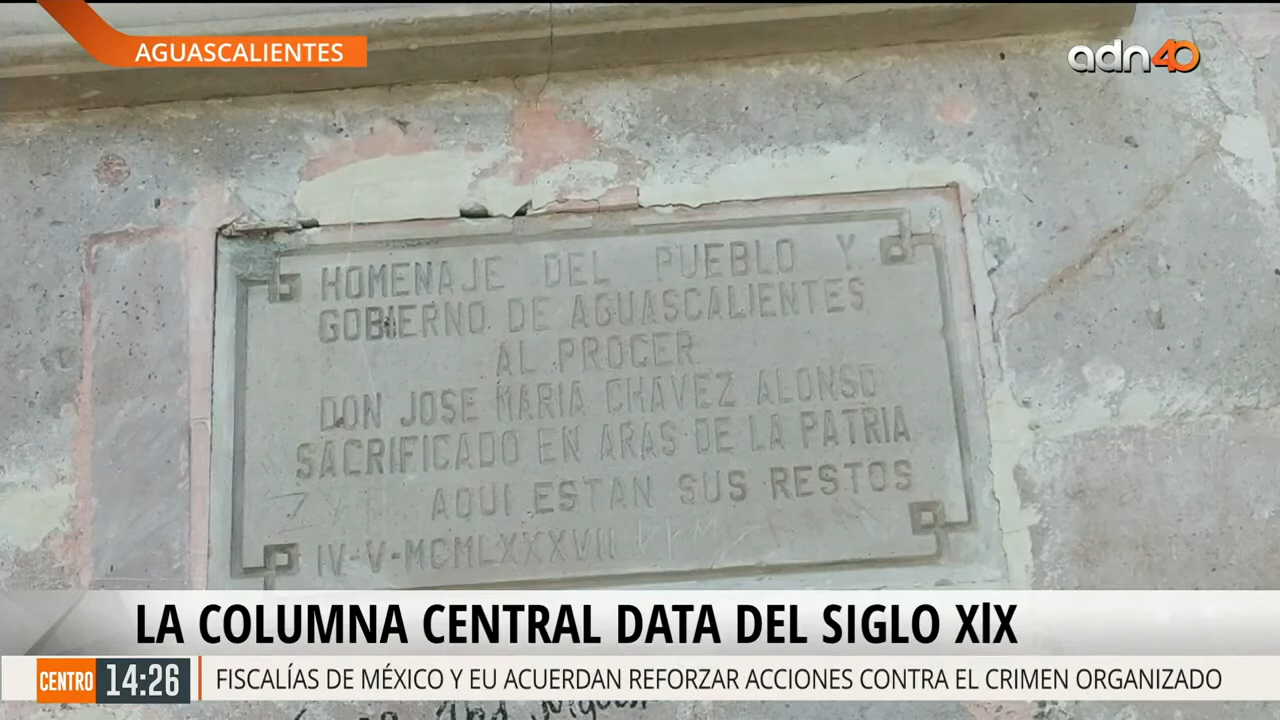 AGUASCALIENTES
adn40
HOMENAJE DEL PUEBLO Y
GOBIERNO DE AGUASCALIENTES
AL PROCER
DON JOSE MARIA CHAVEZ ALONSO
SACRIFICADO EN ARAS DE LA PATRIA
AQUI ESTAN SUS RESTOS
IV-V-MCMLXXXVII
LA COLUMNA CENTRAL DATA DEL SIGLO XlX
CENTRO 14:26 FISCALÍAS DE MÉXICO Y EU ACUERDAN REFORZAR ACCIONES CONTRA EL CRIMEN ORGANIZADO